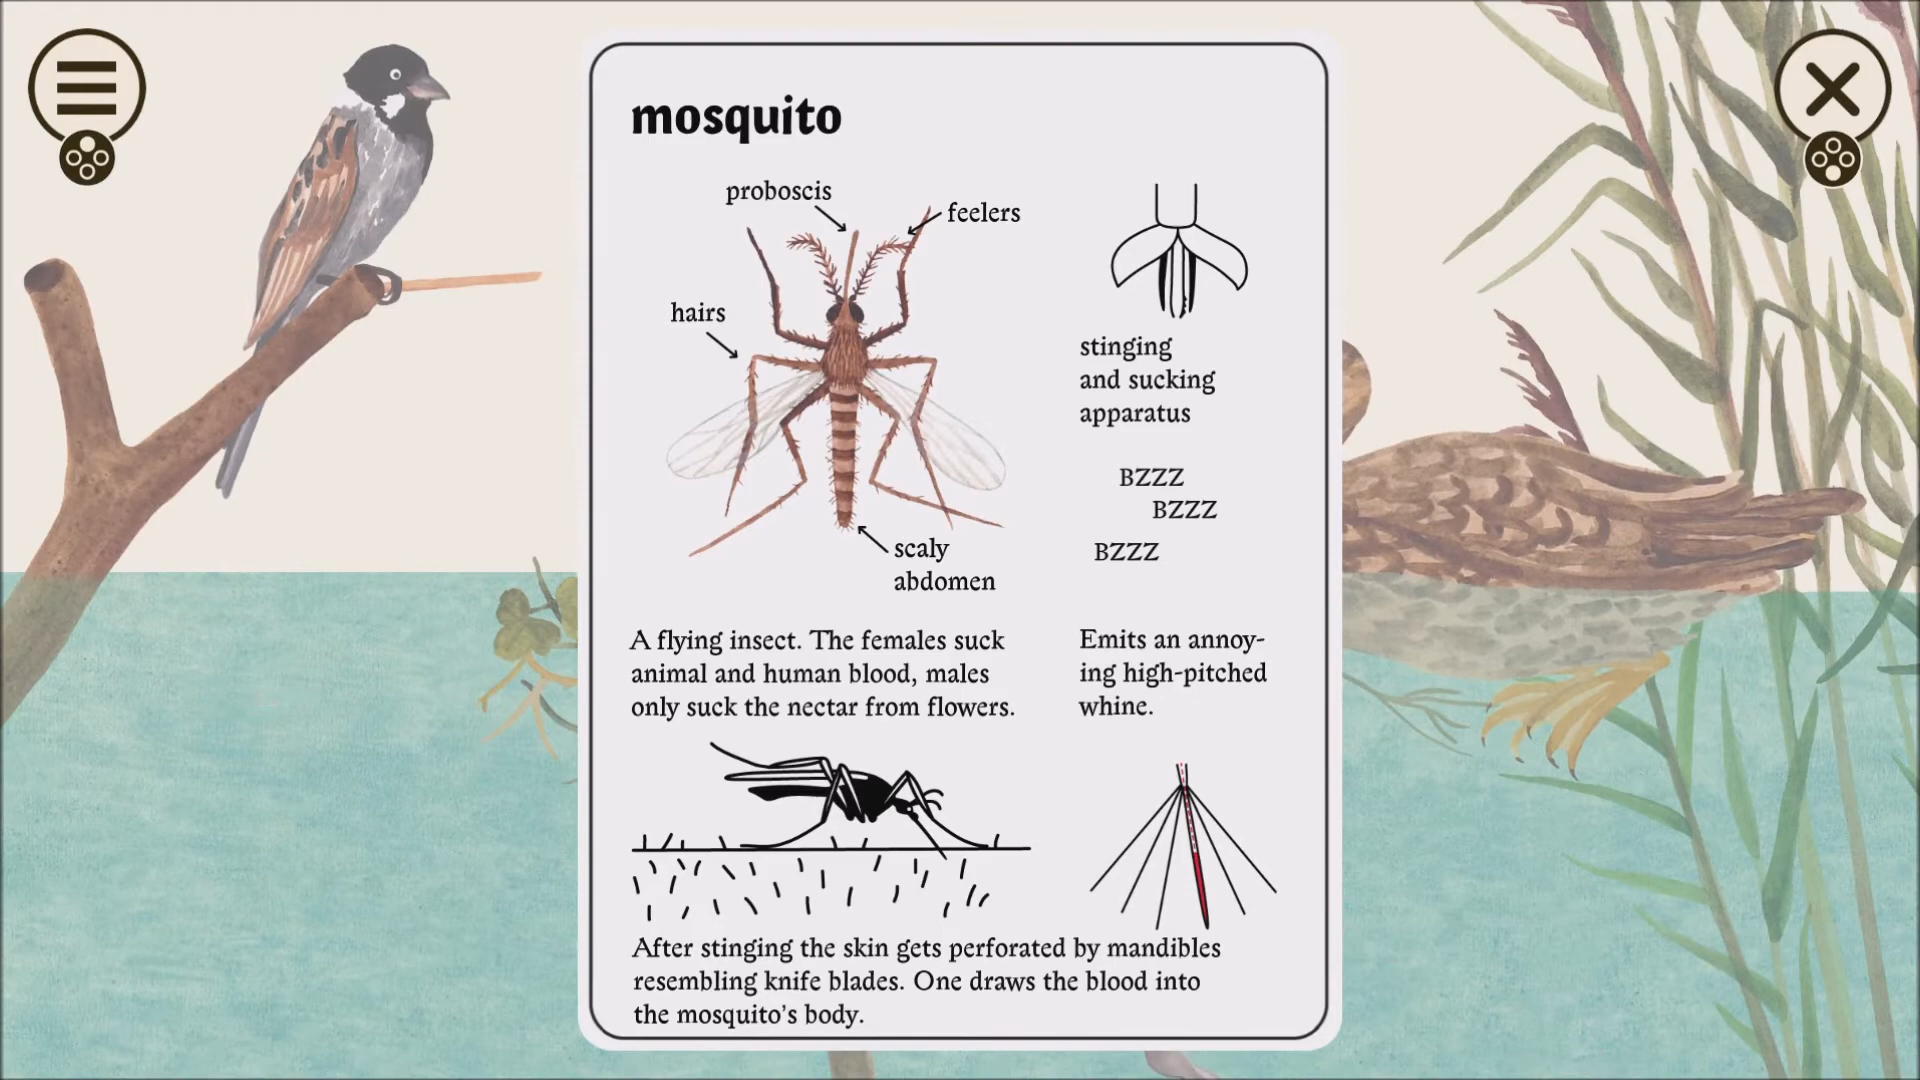 mosquito
proboscis
feelers
hairs
scaly
abdomen
stinging
and sucking
apparatus
BZZZ
BZZZ
BZZZ
A flying insect. The females suck
animal and human blood, males
only suck the nectar from flowers.
Emits an annoy-
ing high-pitched
whine.
After stinging the skin gets perforated by mandibles
resembling knife blades. One draws the blood into
the mosquito's body.